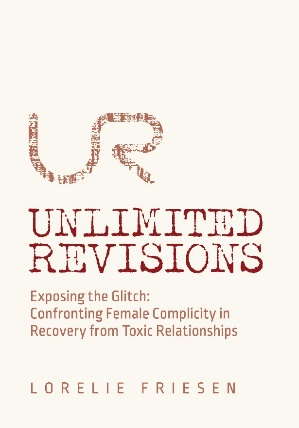 UR
UNLIMITED
REVISIONS
Exposing the Glitch:
Confronting Female Complicity in
Recovery from Toxic Relationships
LORELIE FRIESEN